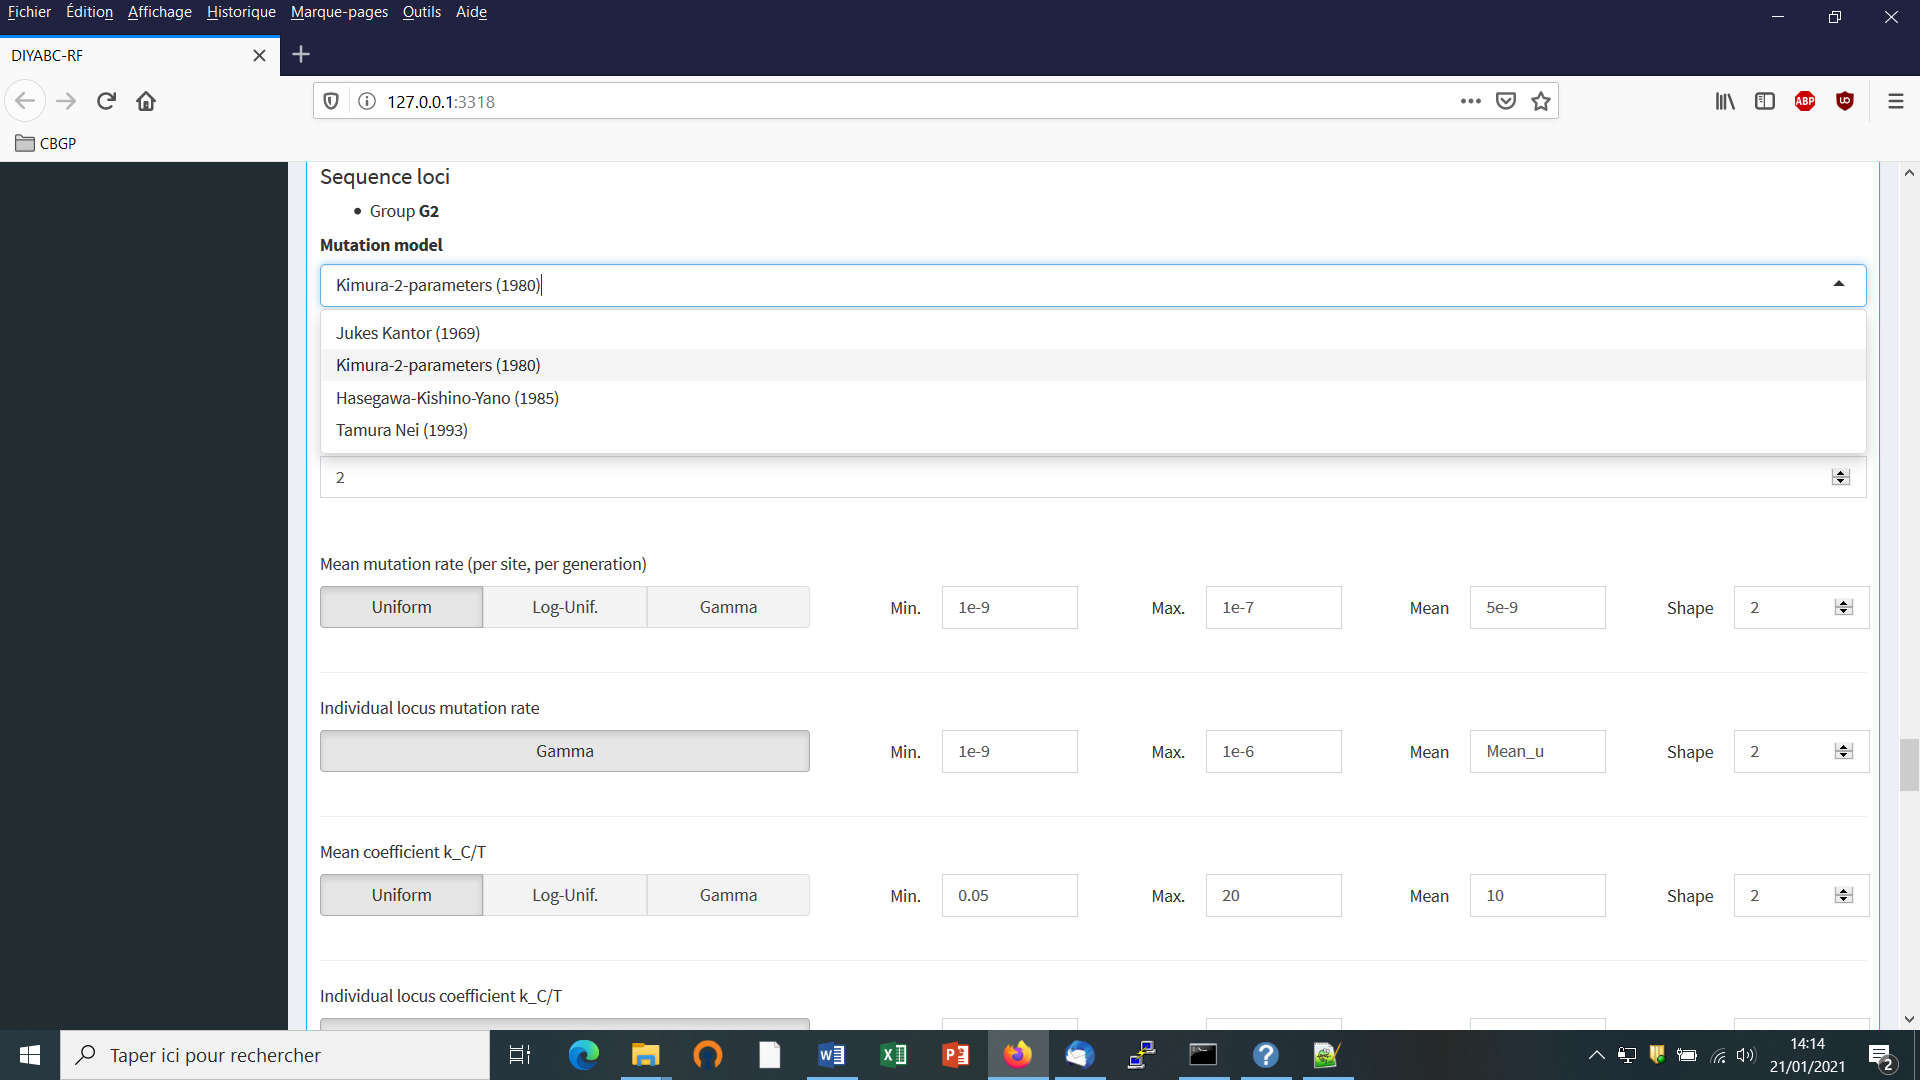 Fichier Édition Affichage Historique Marque-pages Outils Aide
DIYABC-RF
127.0.0.1:3318
ABP
CBGP
Sequence loci
Group G2
Mutation model
Kimura-2-parameters (1980)
Jukes Kantor (1969)
Kimura-2-parameters (1980)
Hasegawa-Kishino-Yano (1985)
Tamura Nei (1993)
2
Mean mutation rate (per site, per generation)
Uniform Log-Unif. Gamma Min. 1e-9 Max. 1e-7 Mean 5e-9 Shape 2
Individual locus mutation rate
Gamma Min. 1e-9 Max. 1e-6 Mean Mean_u Shape 2
Mean coefficient k_C/T
Uniform Log-Unif. Gamma Min. 0.05 Max. 20 Mean 10 Shape 2
Individual locus coefficient k_C/T
Taper ici pour rechercher
14:14
21/01/2021
2